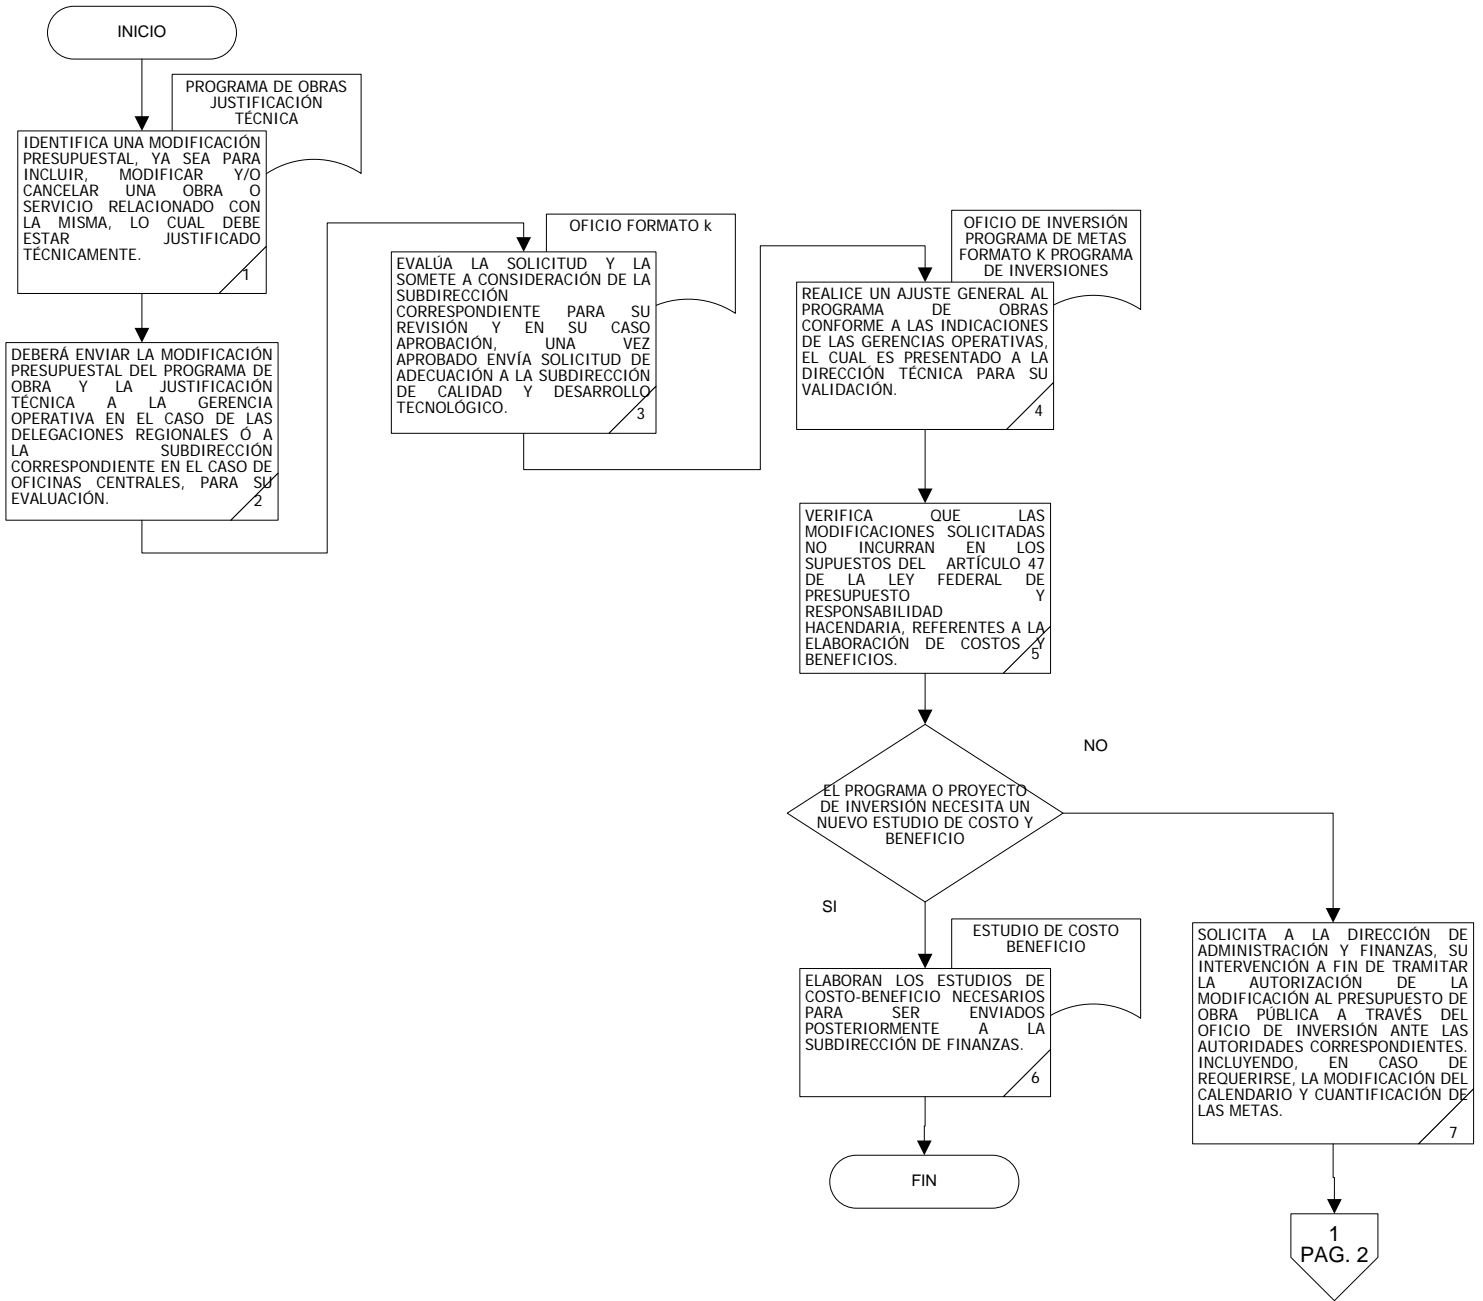 INICIO
PROGRAMA DE OBRAS
JUSTIFICACIÓN
TÉCNICA
IDENTIFICA UNA MODIFICACIÓN
PRESUPUESTAL, YA SEA PARA
INCLUIR, MODIFICAR Y/O
CANCELAR UNA OBRA O
SERVICIO RELACIONADO CON
LA MISMA, LO CUAL DEBE
ESTAR JUSTIFICADO
TÉCNICAMENTE.
1
DEBERÁ ENVIAR LA MODIFICACIÓN
PRESUPUESTAL DEL PROGRAMA DE
OBRA Y LA JUSTIFICACIÓN
TÉCNICA A LA GERENCIA
OPERATIVA EN EL CASO DE LAS
DELEGACIONES REGIONALES Ó A
LA SUBDIRECCIÓN
CORRESPONDIENTE EN EL CASO DE
OFICINAS CENTRALES, PARA SU
EVALUACIÓN.
2
OFICIO FORMATO k
EVALÚA LA SOLICITUD Y LA
SOMETE A CONSIDERACIÓN DE LA
SUBDIRECCIÓN
CORRESPONDIENTE PARA SU
REVISIÓN Y EN SU CASO
APROBACIÓN, UNA VEZ
APROBADO ENVÍA SOLICITUD DE
ADECUACIÓN A LA SUBDIRECCIÓN
DE CALIDAD Y DESARROLLO
TECNOLÓGICO.
3
OFICIO DE INVERSIÓN
PROGRAMA DE METAS
FORMATO K PROGRAMA
DE INVERSIONES
REALICE UN AJUSTE GENERAL AL
PROGRAMA DE OBRAS
CONFORME A LAS INDICACIONES
DE LAS GERENCIAS OPERATIVAS,
EL CUAL ES PRESENTADO A LA
DIRECCIÓN TÉCNICA PARA SU
VALIDACIÓN.
4
VERIFICA QUE LAS
MODIFICACIONES SOLICITADAS
NO INCURRAN EN LOS
SUPUESTOS DEL ARTÍCULO 47
DE LA LEY FEDERAL DE
PRESUPUESTO Y
RESPONSABILIDAD
HACENDARIA, REFERENTES A LA
ELABORACIÓN DE COSTOS Y
BENEFICIOS.
5
EL PROGRAMA O PROYECTO
DE INVERSIÓN NECESITA UN
NUEVO ESTUDIO DE COSTO Y
BENEFICIO
NO
SI
ESTUDIO DE COSTO
BENEFICIO
ELABORAN LOS ESTUDIOS DE
COSTO-BENEFICIO NECESARIOS
PARA SER ENVIADOS
POSTERIORMENTE A LA
SUBDIRECCIÓN DE FINANZAS.
6
FIN
SOLICITA A LA DIRECCIÓN DE
ADMINISTRACIÓN Y FINANZAS, SU
INTERVENCIÓN A FIN DE TRAMITAR
LA AUTORIZACIÓN DE LA
MODIFICACIÓN AL PRESUPUESTO DE
OBRA PÚBLICA A TRAVÉS DEL
OFICIO DE INVERSIÓN ANTE LAS
AUTORIDADES CORRESPONDIENTES.
INCLUYENDO, EN CASO DE
REQUERIRSE, LA MODIFICACIÓN DEL
CALENDARIO Y CUANTIFICACIÓN DE
LAS METAS.
7
1
PAG. 2